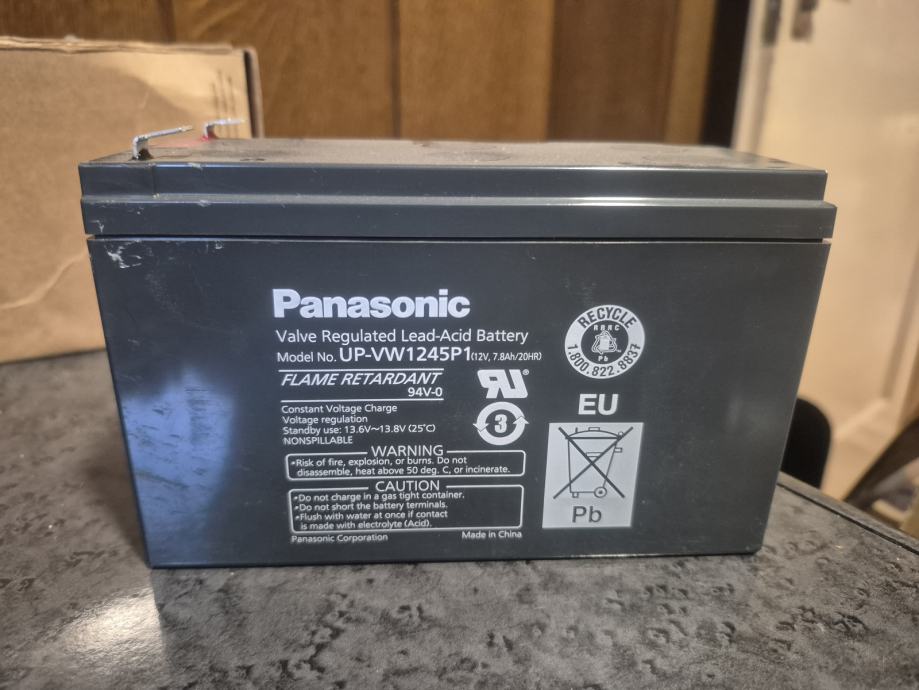 Panasonic
Valve Regulated Lead-Acid Battery
Model No. UP-VW1245P1(12V, 7.8Ah/20HR)
FLAME RETARDANT
94V-0
Constant Voltage Charge
Voltage regulation
Standby use: 13.6V~13.8V (25℃)
NONSPILLABLE
WARNING
•Risk of fire, explosion, or burns. Do not
disassemble, heat above 50 deg. C, or incinerate.
CAUTION
•Do not charge in a gas tight container.
•Do not short the battery terminals.
•Flush with water at once if contact
is made with electrolyte (Acid).
Panasonic Corporation
Made in China
RU®
3
RECYCLE
RBRC
Pb
1.800.822.8837
EU
Pb